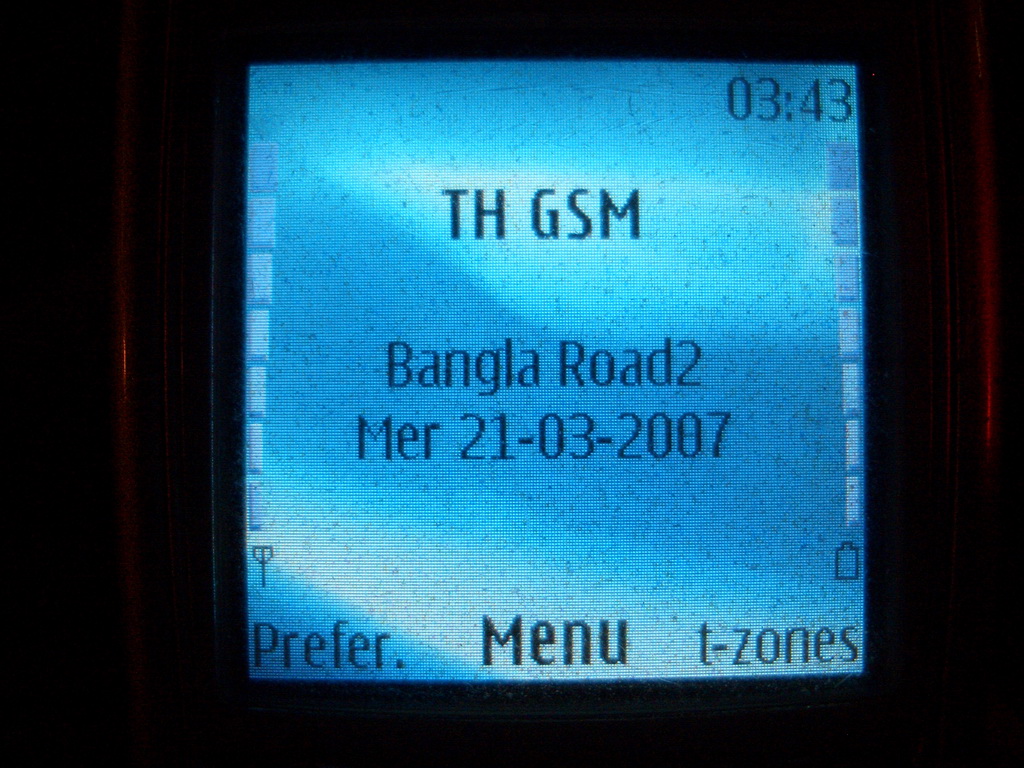 03:43
TH GSM
Bangla Road2
Mer 21-03-2007
Prefer. Menu t-zones